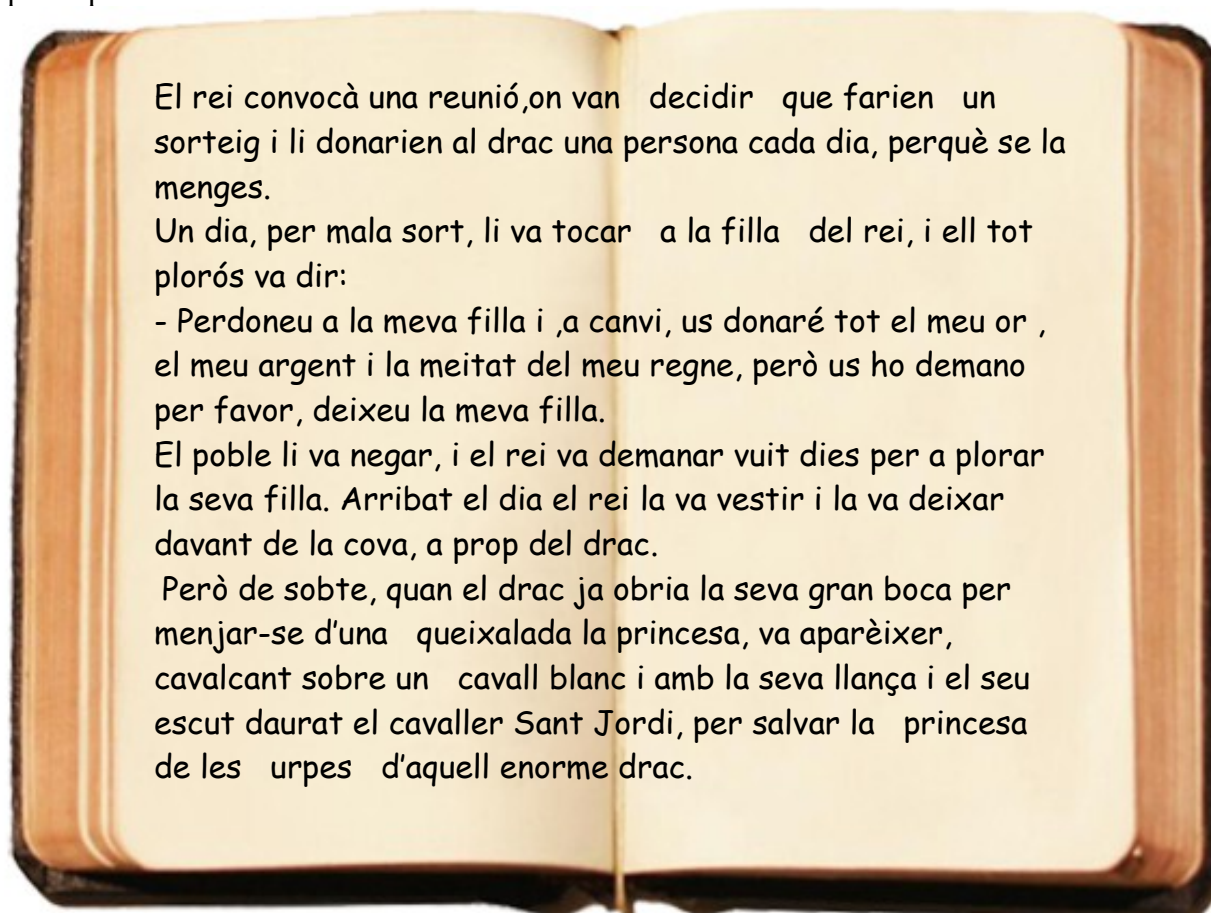 El rei convocà una reunió,on van decidir que farien un
sorteig i li donarien al drac una persona cada dia, perquè se la
menges.
Un dia, per mala sort, li va tocar a la filla del rei, i ell tot
plorós va dir:
- Perdoneu a la meva filla i ,a canvi, us donaré tot el meu or ,
el meu argent i la meitat del meu regne, però us ho demano
per favor, deixeu la meva filla.
El poble li va negar, i el rei va demanar vuit dies per a plorar
la seva filla. Arribat el dia el rei la va vestir i la va deixar
davant de la cova, a prop del drac.
Però de sobte, quan el drac ja obria la seva gran boca per
menjar-se d'una queixalada la princesa, va aparèixer,
cavalcant sobre un cavall blanc i amb la seva llança i el seu
escut daurat el cavaller Sant Jordi, per salvar la princesa
de les urpes d'aquell enorme drac.